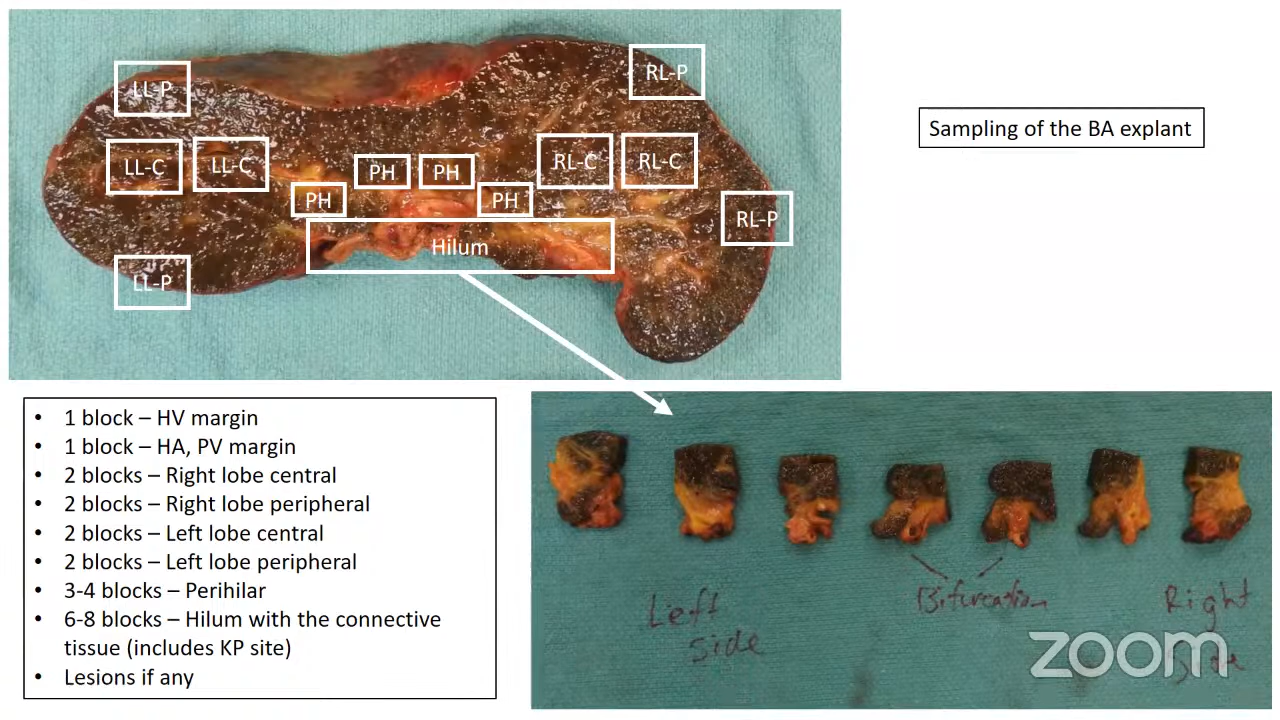 Sampling of the BA explant
LL-P
RL-P
LL-C
LL-C
PH
PH
RL-C
RL-C
PH
PH
RL-P
Hilum
LL-P
• 1 block – HV margin
• 1 block – HA, PV margin
• 2 blocks – Right lobe central
• 2 blocks – Right lobe peripheral
• 2 blocks – Left lobe central
• 2 blocks – Left lobe peripheral
• 3-4 blocks – Perihilar
• 6-8 blocks – Hilum with the connective
tissue (includes KP site)
• Lesions if any
Left
side
Bifurcation
Right
Side
zoom